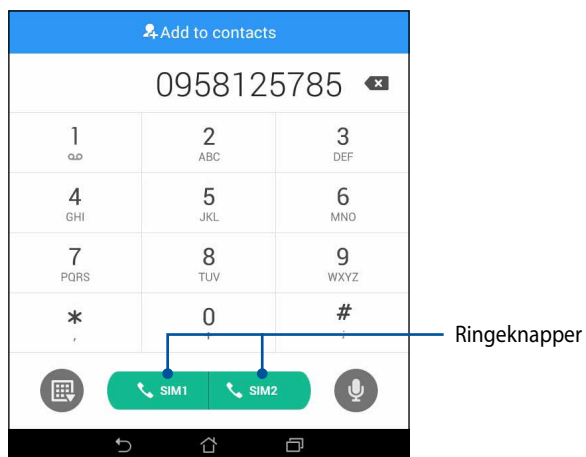 Add to contacts
0958125785
1 2 3
ABC DEF
4 5 6
GHI JKL MNO
7 8 9
PQRS TUV WXYZ
* 0 #
, + ;
Ringeknapper
SIM1 SIM2